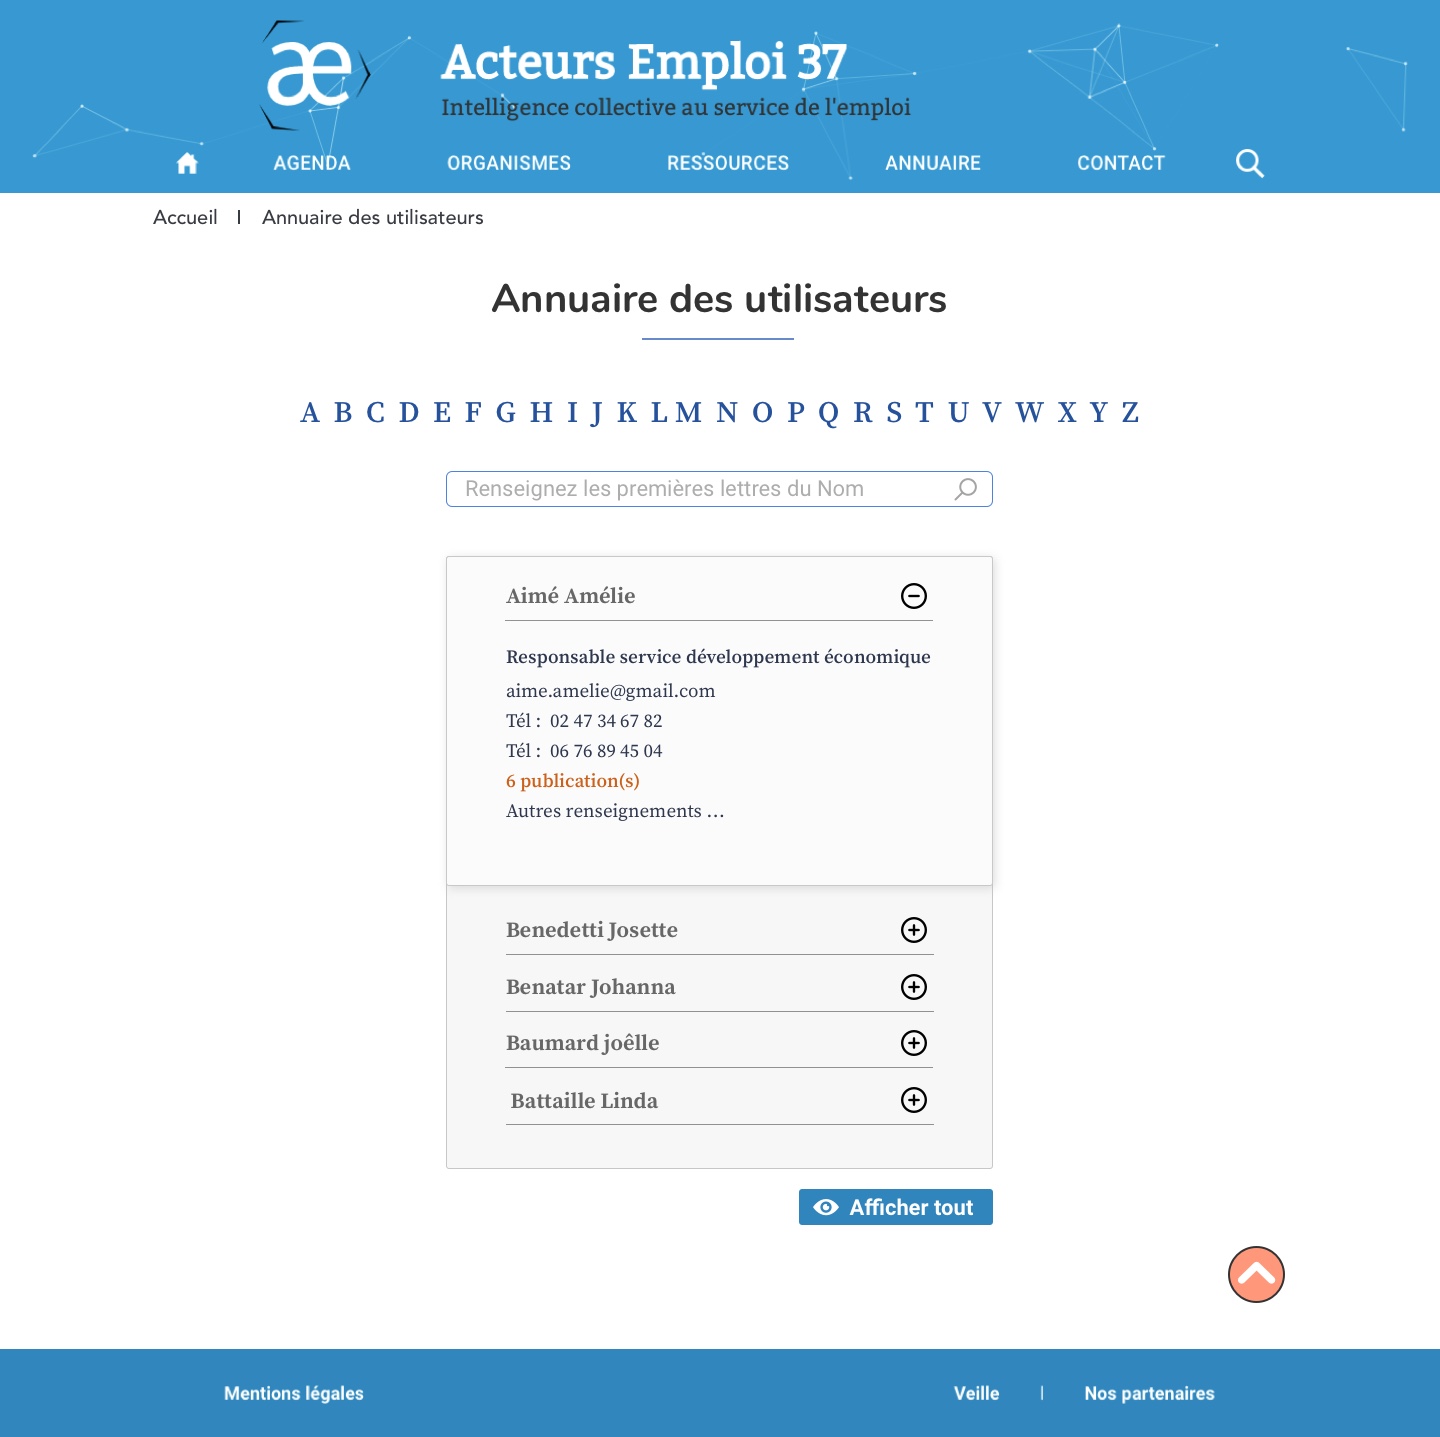 æ
Acteurs Emploi 37
Intelligence collective au service de l'emploi
AGENDA ORGANISMES RESSOURCES ANNUAIRE CONTACT
Accueil | Annuaire des utilisateurs
Annuaire des utilisateurs
A B C D E F G H I J K L M N O P Q R S T U V W X Y Z
Renseignez les premières lettres du Nom
Aimé Amélie
Responsable service développement économique
aime.amelie@gmail.com
Tél : 02 47 34 67 82
Tél : 06 76 89 45 04
6 publication(s)
Autres renseignements ...
Benedetti Josette
Benatar Johanna
Baumard joêlle
Battaille Linda
Afficher tout
Mentions légales Veille | Nos partenaires